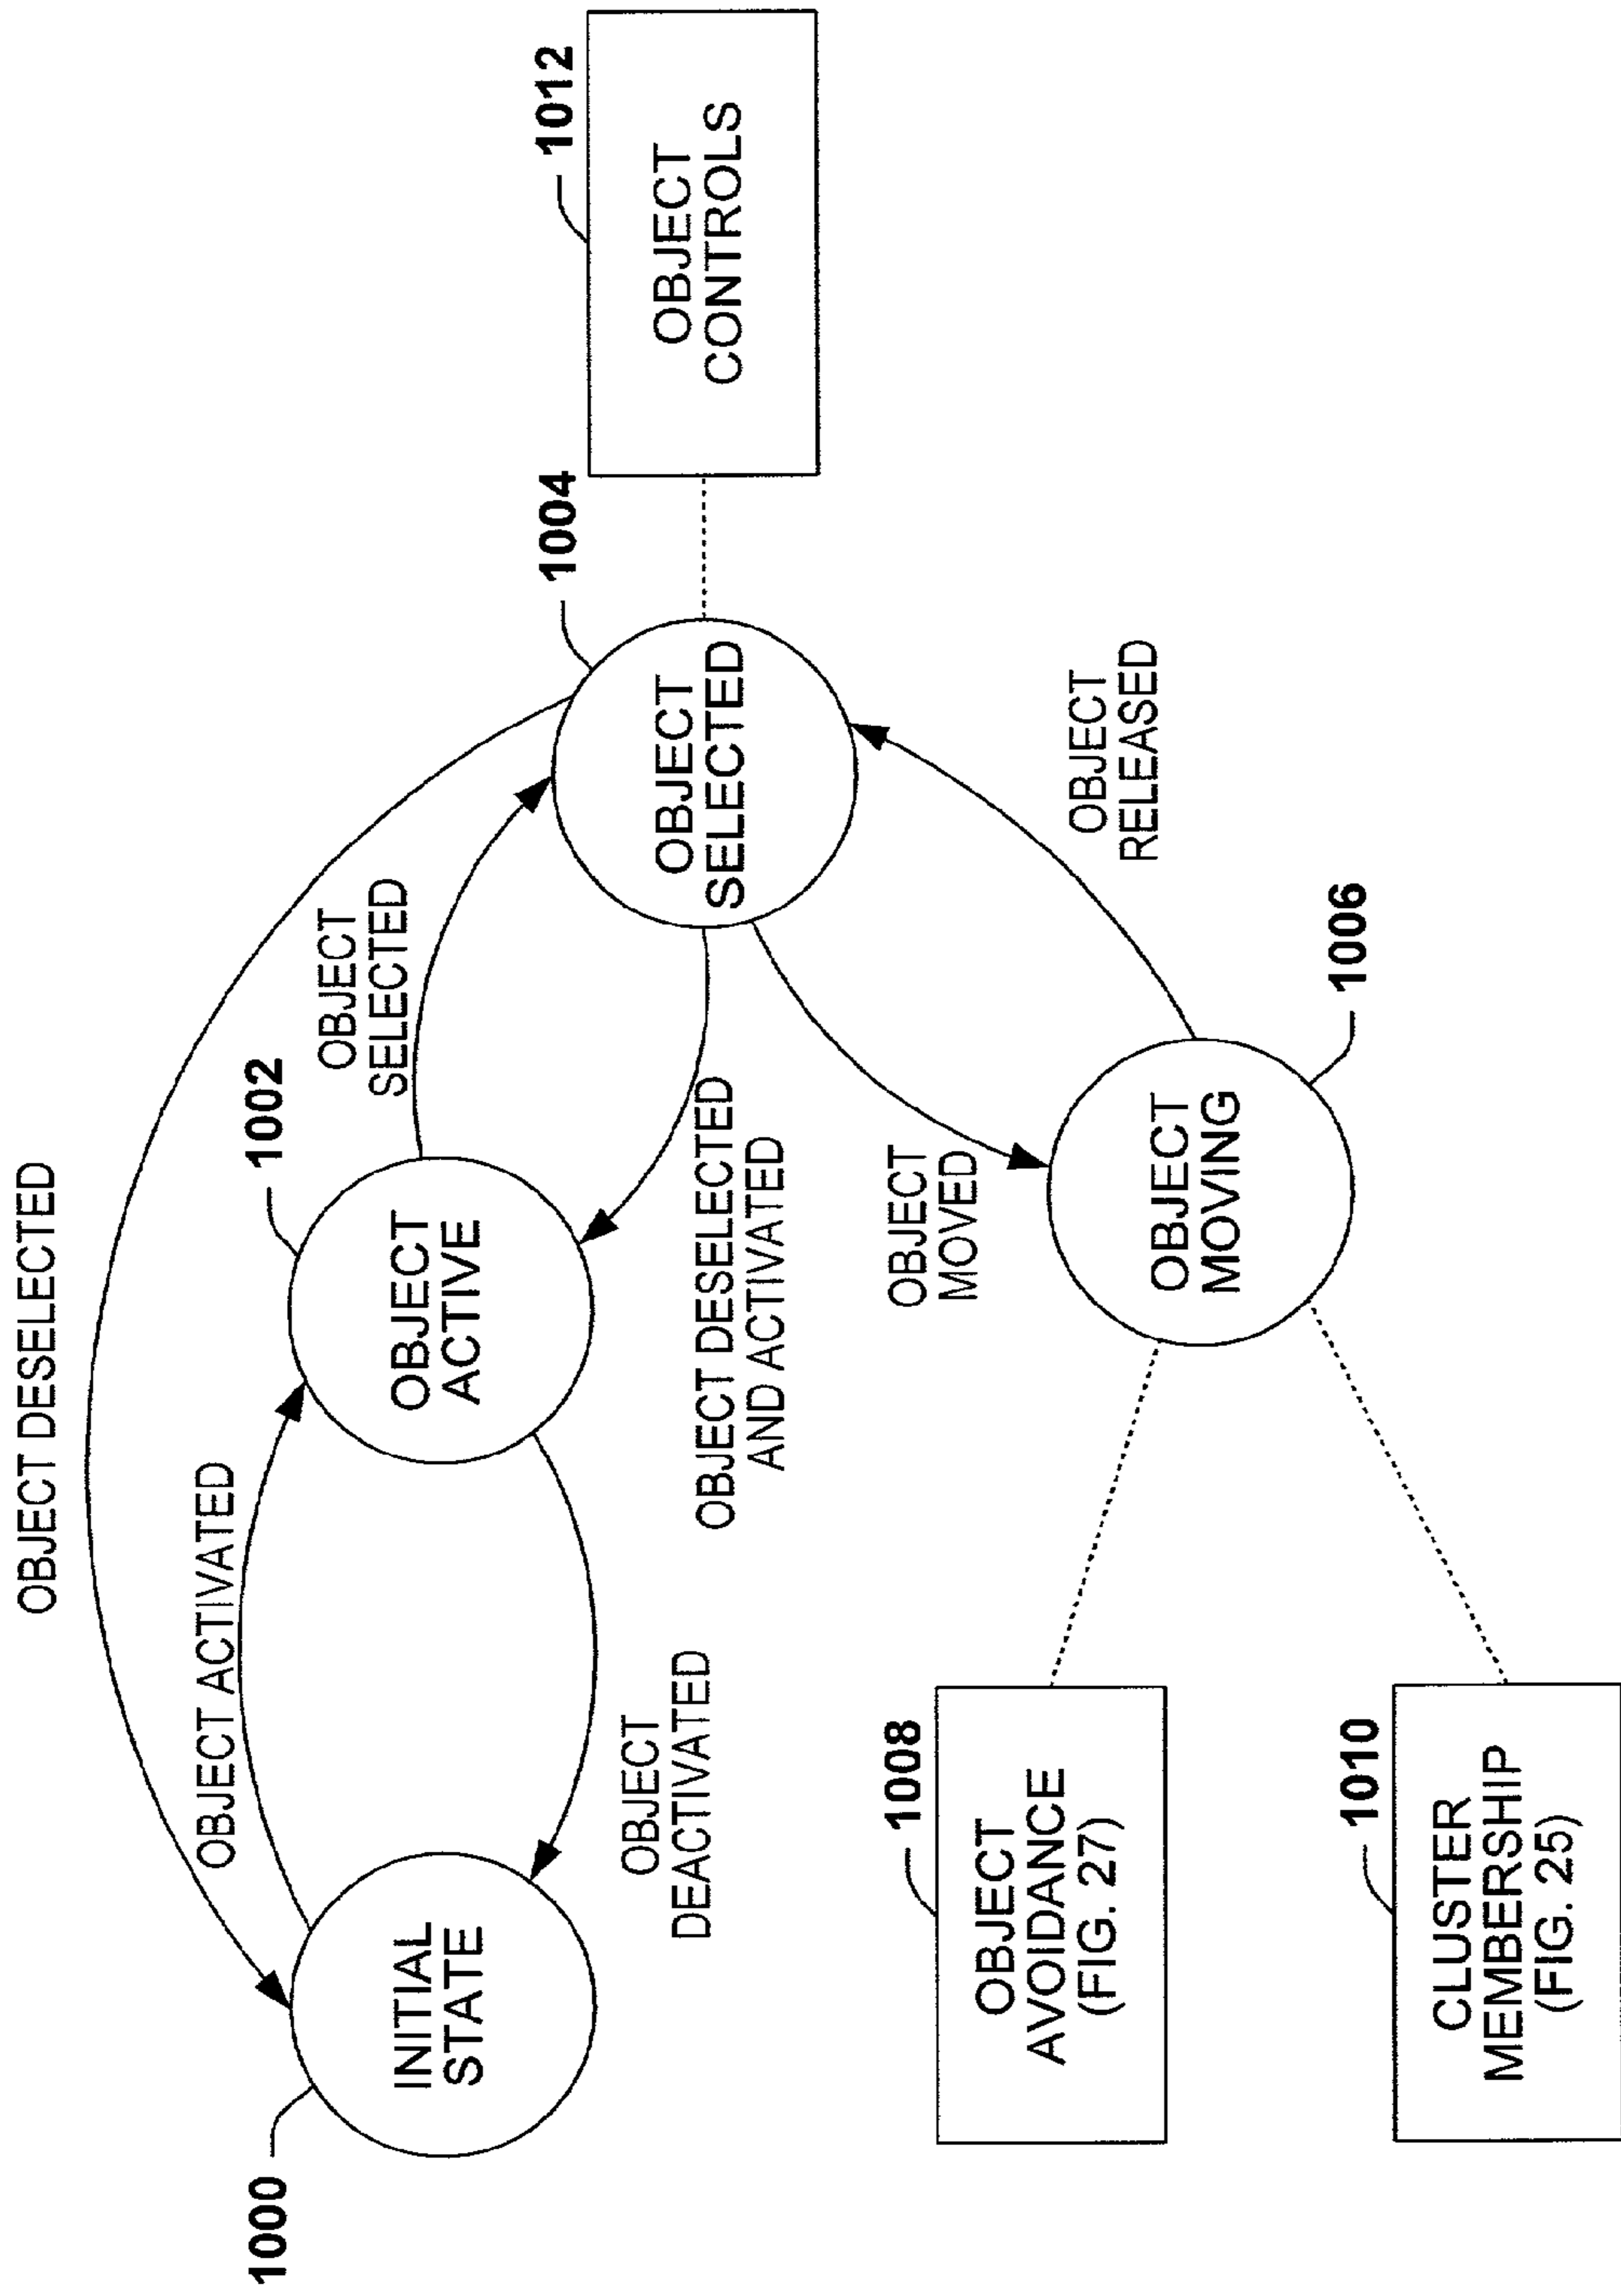 OBJECT DESELECTED
OBJECT ACTIVATED
1002
OBJECT
SELECTED
1000
INITIAL
STATE
OBJECT
ACTIVE
1004
OBJECT
SELECTED
1012
OBJECT
CONTROLS
OBJECT
DEACTIVATED
OBJECT DESELECTED
AND ACTIVATED
OBJECT
MOVED
OBJECT
RELEASED
1008
OBJECT
AVOIDANCE
(FIG. 27)
OBJECT
MOVING
1006
1010
CLUSTER
MEMBERSHIP
(FIG. 25)